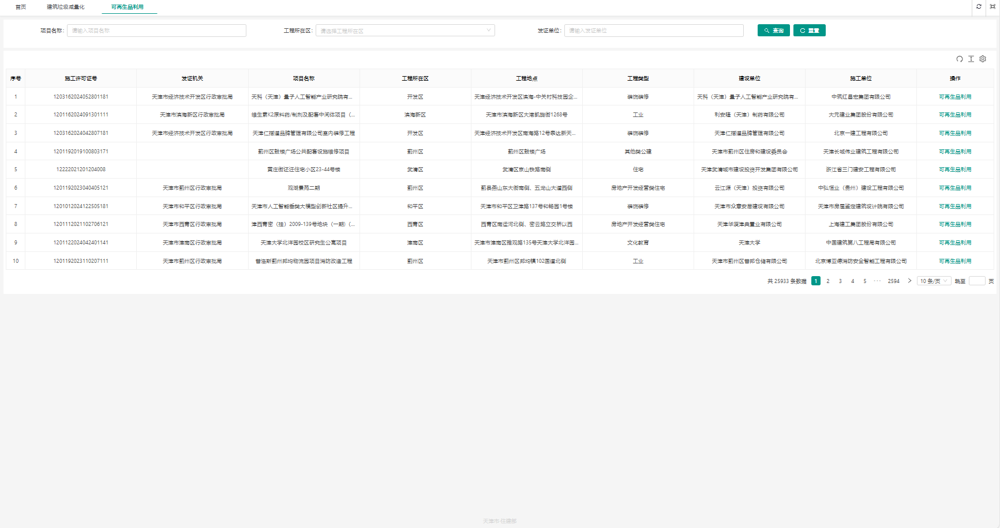 首页 建筑垃圾减量化 可再生品利用
项目名称: 请输入项目名称 工程所在区: 请选择工程所在区 发证单位: 请输入发证单位 查询 重置
序号 施工许可证号 发证机关 项目名称 工程所在区 工程地点 工程类型 建设单位 施工单位 操作
1 1203162024052801181 天津市经济技术开发区行政审批局 天科（天津）量子人工智能产业研究院有... 开发区 天津经济技术开发区滨海-中关村科技园企... 装饰装修 天科（天津）量子人工智能产业研究院有... 中筑红昌宏集团有限公司 可再生品利用
2 1201162024091301111 天津市滨海新区行政审批局 维生素K2原料药/制剂及配套中间体项目（... 滨海新区 天津市滨海新区大港凯旋街1268号 工业 利安隆（天津）制药有限公司 大元建业集团股份有限公司 可再生品利用
3 1203162024042807181 天津市经济技术开发区行政审批局 天津仁指道品牌管理有限公司室内装修工程 开发区 天津经济技术开发区南海路12号泰达新天... 装饰装修 天津仁指道品牌管理有限公司 北京一建工程有限公司 可再生品利用
4 1201192019100803171 蓟州区鼓楼广场公共配套设施维修项目 蓟州区 蓟州区鼓楼广场 其他类公建 天津市蓟州区住房和建设委员会 天津长城伟业建筑工程有限公司 可再生品利用
5 12222021201204008 黄庄街还迁住宅小区23-44号楼 武清区 武清区京山铁路南侧 住宅 天津武清城市建设投资开发集团有限公司 浙江省三门建安工程有限公司 可再生品利用
6 1201192023040405121 天津市蓟州区行政审批局 观湖景苑二期 蓟州区 蓟县燕山东大街南侧、五龙山大道西侧 房地产开发经营类住宅 云江源（天津）投资有限公司 中弘恒业（贵州）建设工程有限公司 可再生品利用
7 1201012024122505181 天津市和平区行政审批局 天津市人工智能垂类大模型创新社区提升... 和平区 天津市和平区卫津路137号和畅园1号楼 装饰装修 天津市众意安居建设有限公司 天津市房屋鉴定建筑设计院有限公司 可再生品利用
8 1201112021102706121 天津市西青区行政审批局 津西青密（挂）2009-139号地块（一期）(... 西青区 西青区南运河北侧、密云路立交桥以西 房地产开发经营类住宅 天津华厦津典置业有限公司 上海建工集团股份有限公司 可再生品利用
9 1201122024042401141 天津市津南区行政审批局 天津大学北洋园校区研究生公寓项目 津南区 天津市津南区雅观路135号天津大学北洋园... 文化教育 天津大学 中国建筑第八工程局有限公司 可再生品利用
10 1201192023110207111 天津市蓟州区行政审批局 普洛斯蓟州邦均物流园项目消防改造工程 蓟州区 天津市蓟州区邦均镇102国道北侧 工业 天津市蓟州区普邦仓储有限公司 北京博亚德消防安全智能工程有限公司 可再生品利用
共 25933 条数据 1 2 3 4 5 ··· 2594 10 条/页 跳至 页
天津市·住建部